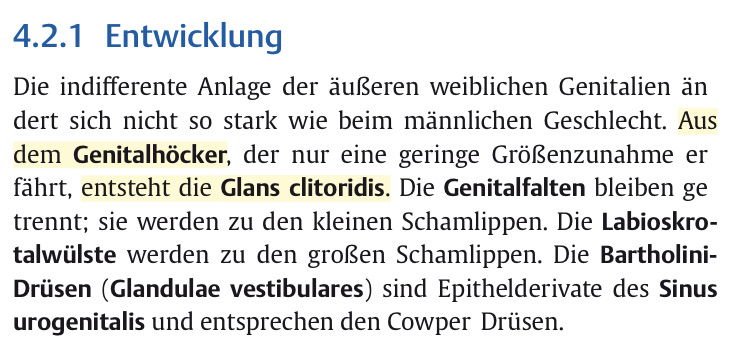 4.2.1 Entwicklung
Die indifferente Anlage der äußeren weiblichen Genitalien än
dert sich nicht so stark wie beim männlichen Geschlecht. Aus
dem Genitalhöcker, der nur eine geringe Größenzunahme er
fährt, entsteht die Glans clitoridis. Die Genitalfalten bleiben ge
trennt; sie werden zu den kleinen Schamlippen. Die Labioskro-
talwülste werden zu den großen Schamlippen. Die Bartholini-
Drüsen (Glandulae vestibulares) sind Epithelderivate des Sinus
urogenitalis und entsprechen den Cowper Drüsen.